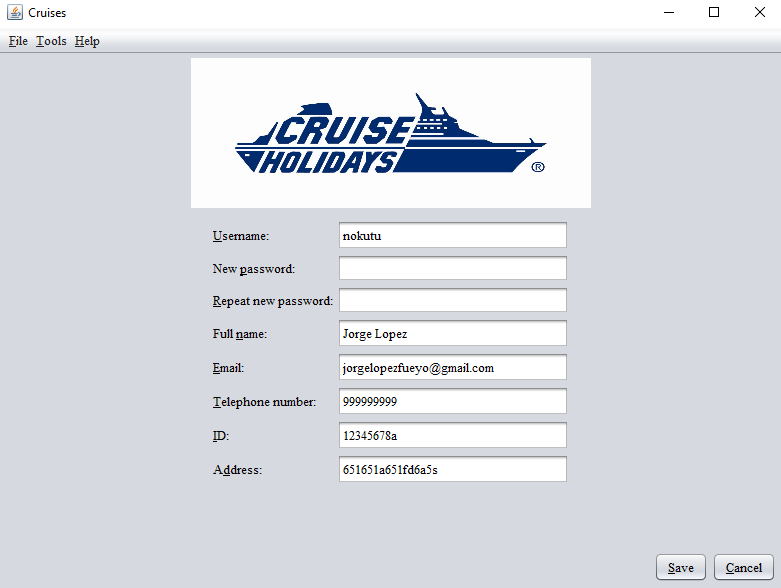 Cruises
File Tools Help
CRUISE
HOLIDAYS ®
Username: nokutu
New password:
Repeat new password:
Full name: Jorge Lopez
Email: jorgelopezfueyo@gmail.com
Telephone number: 999999999
ID: 12345678a
Address: 651651a651fd6a5s
Save Cancel